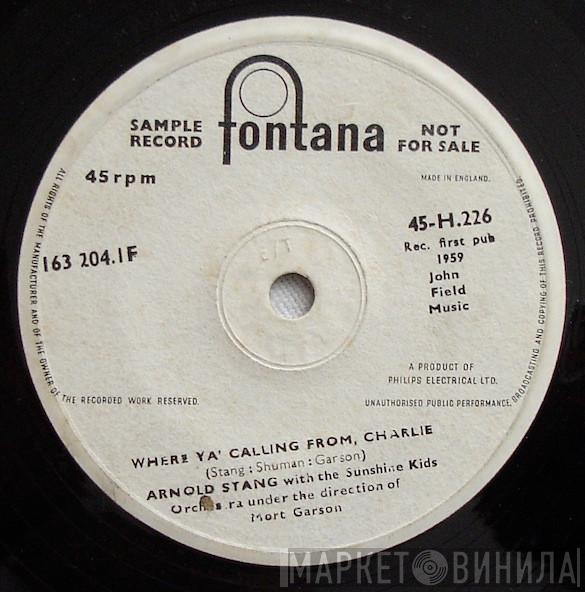 SAMPLE RECORD
fontana
NOT FOR SALE
45 rpm
MADE IN ENGLAND.
45-H.226
Rec. first pub
1959
John
Field
Music
163 204.1F
E/T
A PRODUCT OF
PHILIPS ELECTRICAL LTD.
ALL RIGHTS OF THE MANUFACTURER AND OF THE OWNER OF THE RECORDED WORK RESERVED.
UNAUTHORISED PUBLIC PERFORMANCE, BROADCASTING AND COPYING OF THIS RECORD PROHIBITED.
WHERE YA' CALLING FROM, CHARLIE
(Stang : Shuman : Garson)
ARNOLD STANG with the Sunshine Kids
Orchestra under the direction of
Mort Garson
МАРКЕТ ВИНИЛА